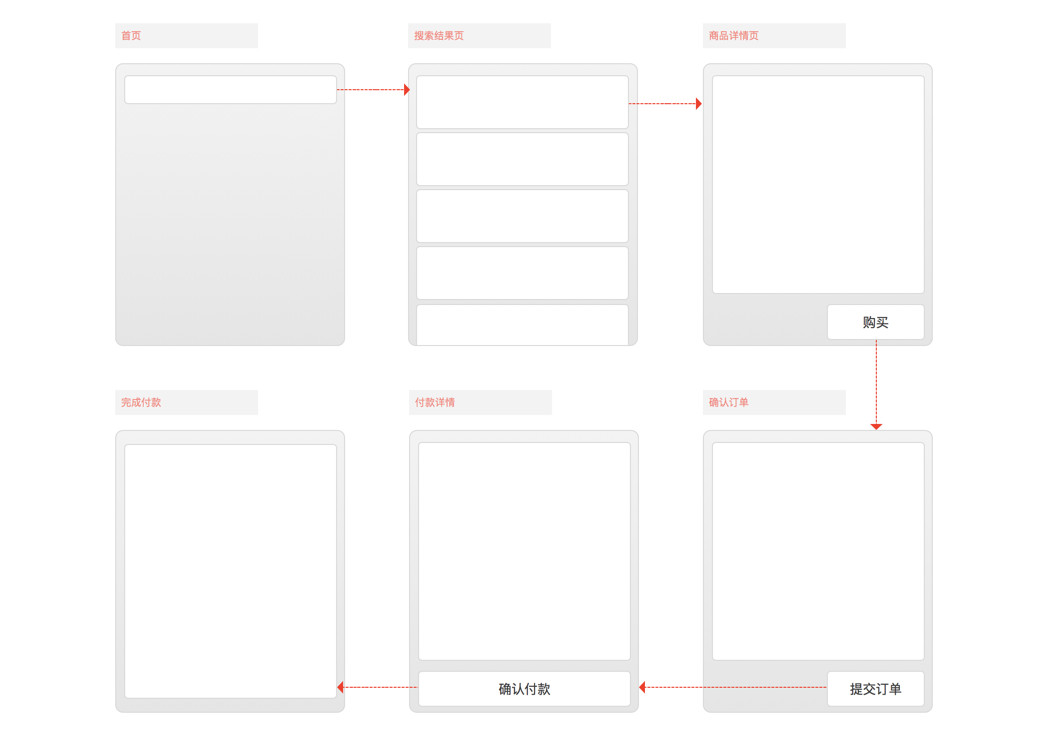 首页
搜索结果页
商品详情页
购买
完成付款
付款详情
确认订单
确认付款
提交订单